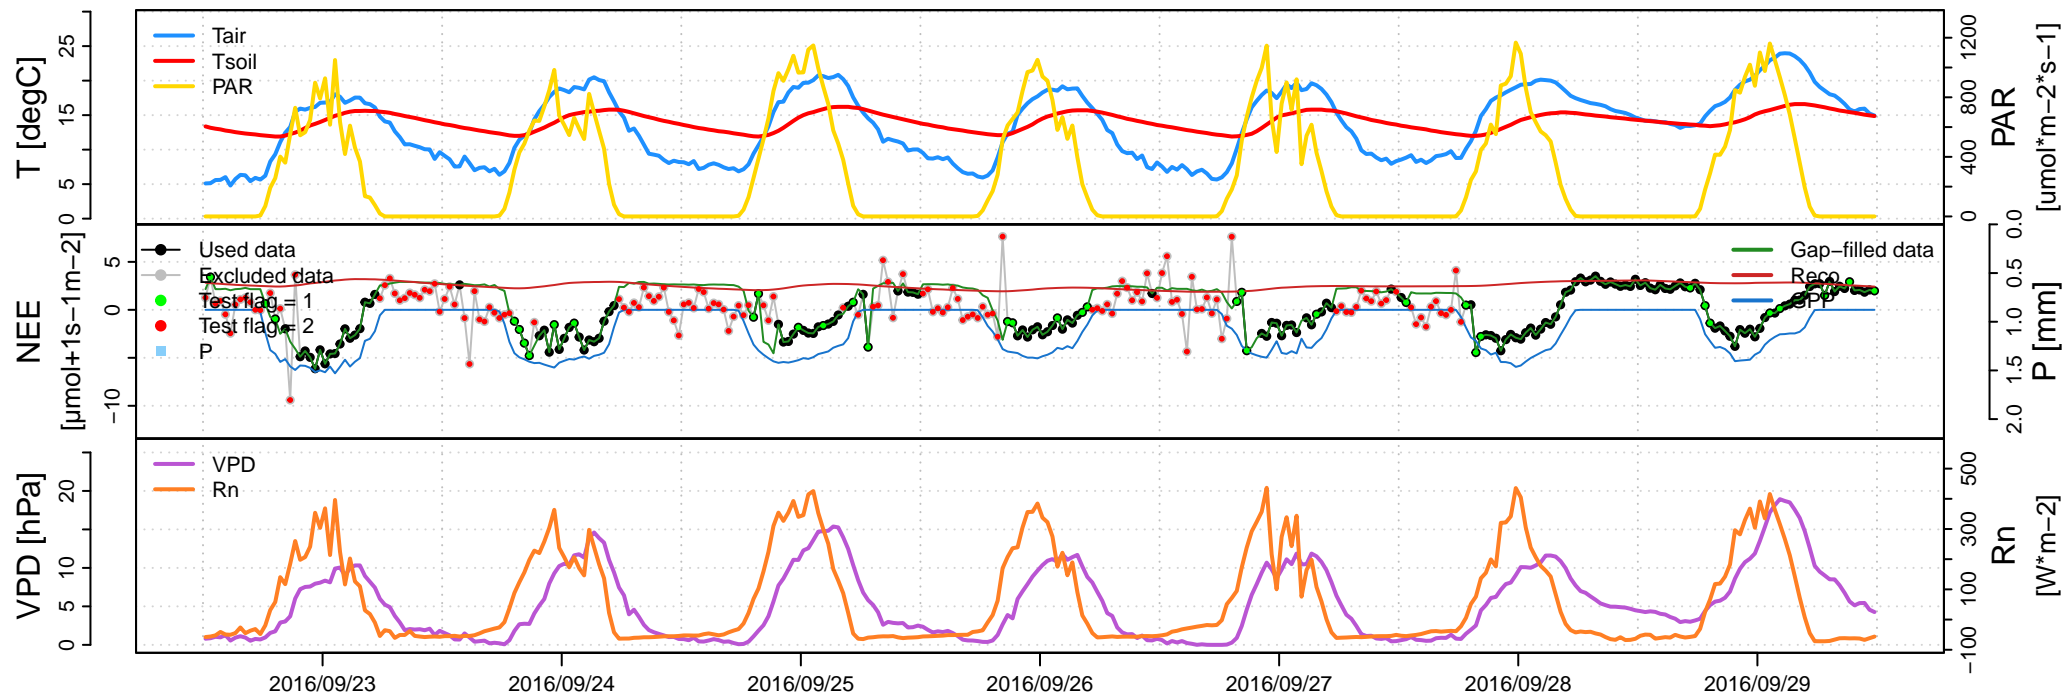 T [degC]
0
5
15
25
Tair
Tsoil
PAR
0
400
800
1200
PAR
[umol*m−2*s−1]
NEE
[µmol+1s−1m−2]
−10
0
5
Used data
Excluded data
Test flag = 1
Test flag = 2
P
Gap−filled data
Reco
GPP
0.0
0.5
1.0
1.5
2.0
P [mm]
VPD [hPa]
0
5
10
20
VPD
Rn
−100
100
300
500
Rn
[W*m−2]
2016/09/23
2016/09/24
2016/09/25
2016/09/26
2016/09/27
2016/09/28
2016/09/29